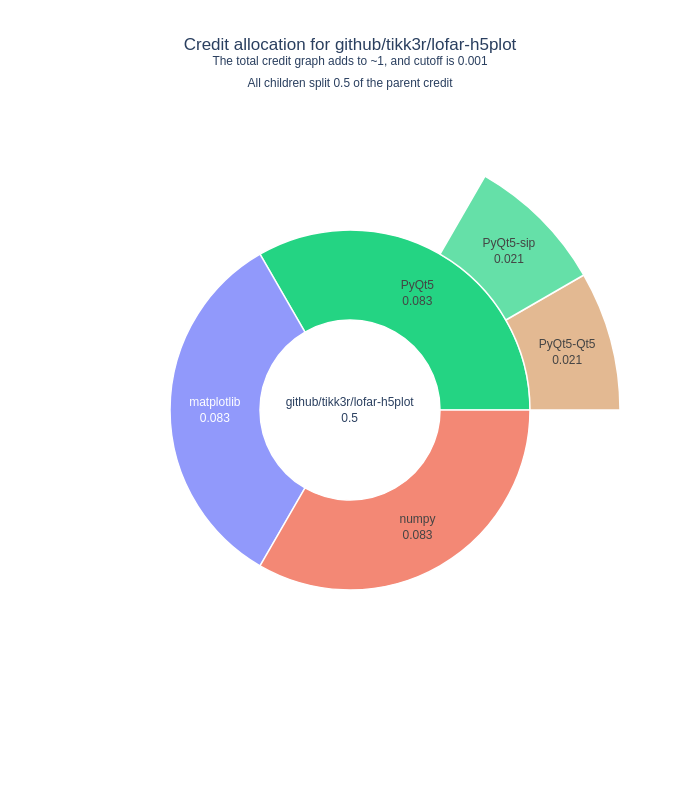 Credit allocation for github/tikk3r/lofar-h5plot
The total credit graph adds to ~1, and cutoff is 0.001
All children split 0.5 of the parent credit
PyQt5-sip
0.021
PyQt5
0.083
PyQt5-Qt5
0.021
matplotlib
0.083
github/tikk3r/lofar-h5plot
0.5
numpy
0.083